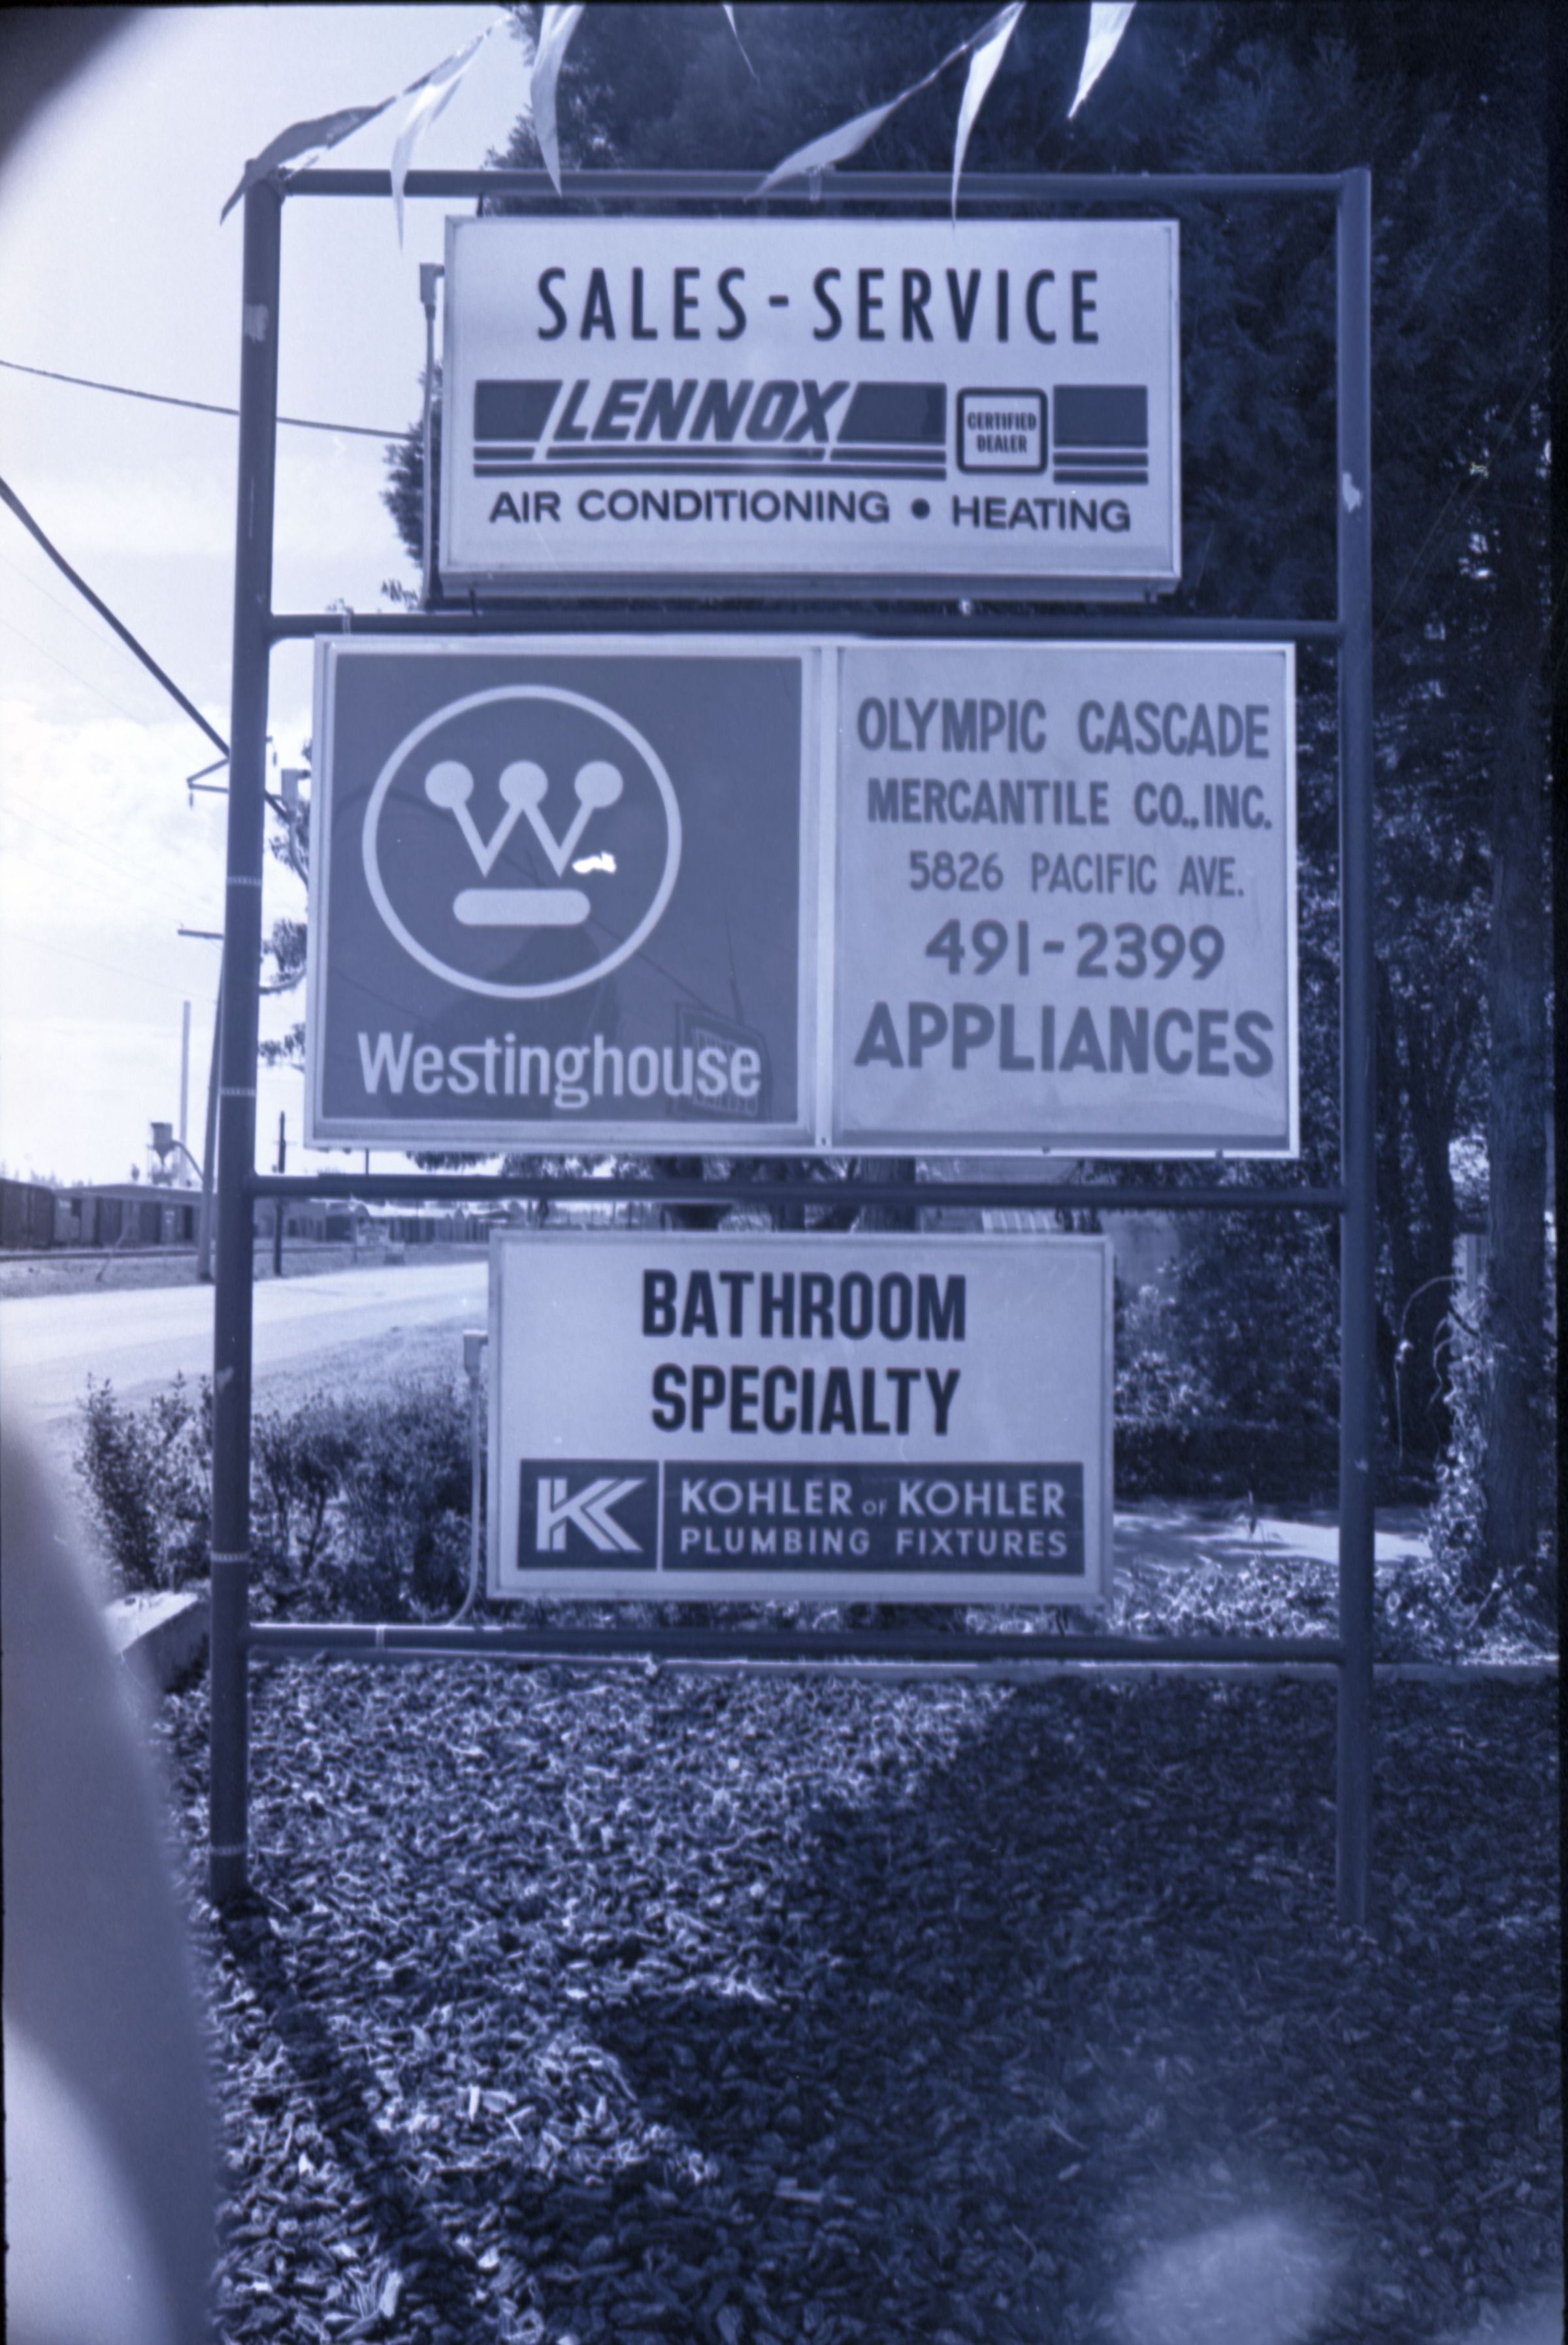 SALES-SERVICE
LENNOX
CERTIFIED
DEALER
AIR CONDITIONING • HEATING
W
Westinghouse
OLYMPIC CASCADE
MERCANTILE CO., INC.
5826 PACIFIC AVE.
491-2399
APPLIANCES
BATHROOM
SPECIALTY
K KOHLER OF KOHLER
PLUMBING FIXTURES